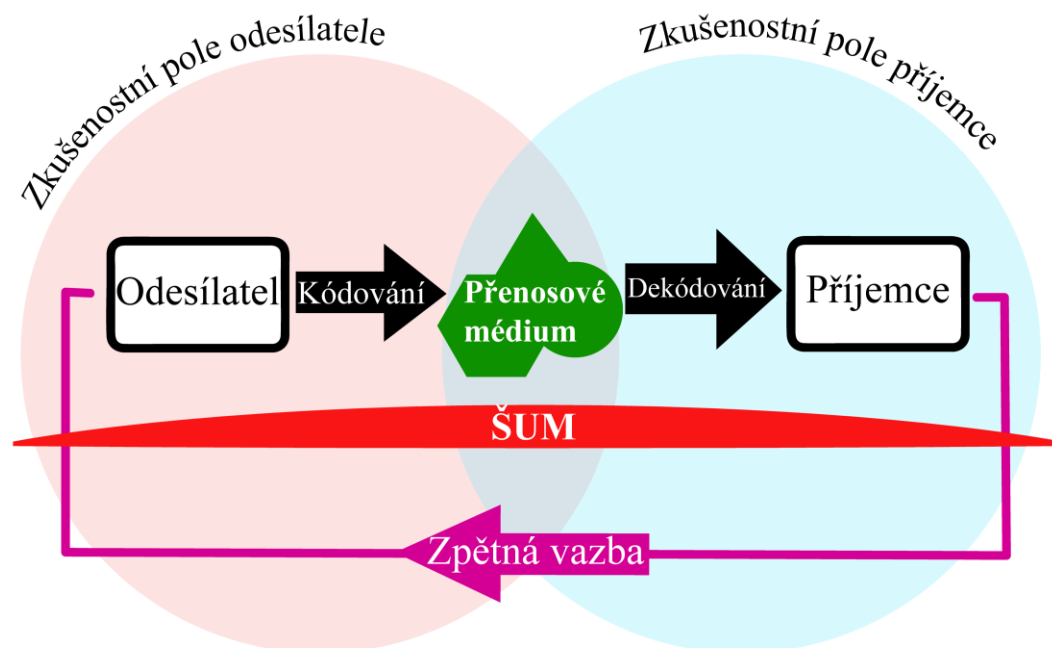 Zkušenostní pole odesílatele
Zkušenostní pole příjemce
Odesílatel
Kódování
Přenosové
médium
Dekódování
Příjemce
ŠUM
Zpětná vazba